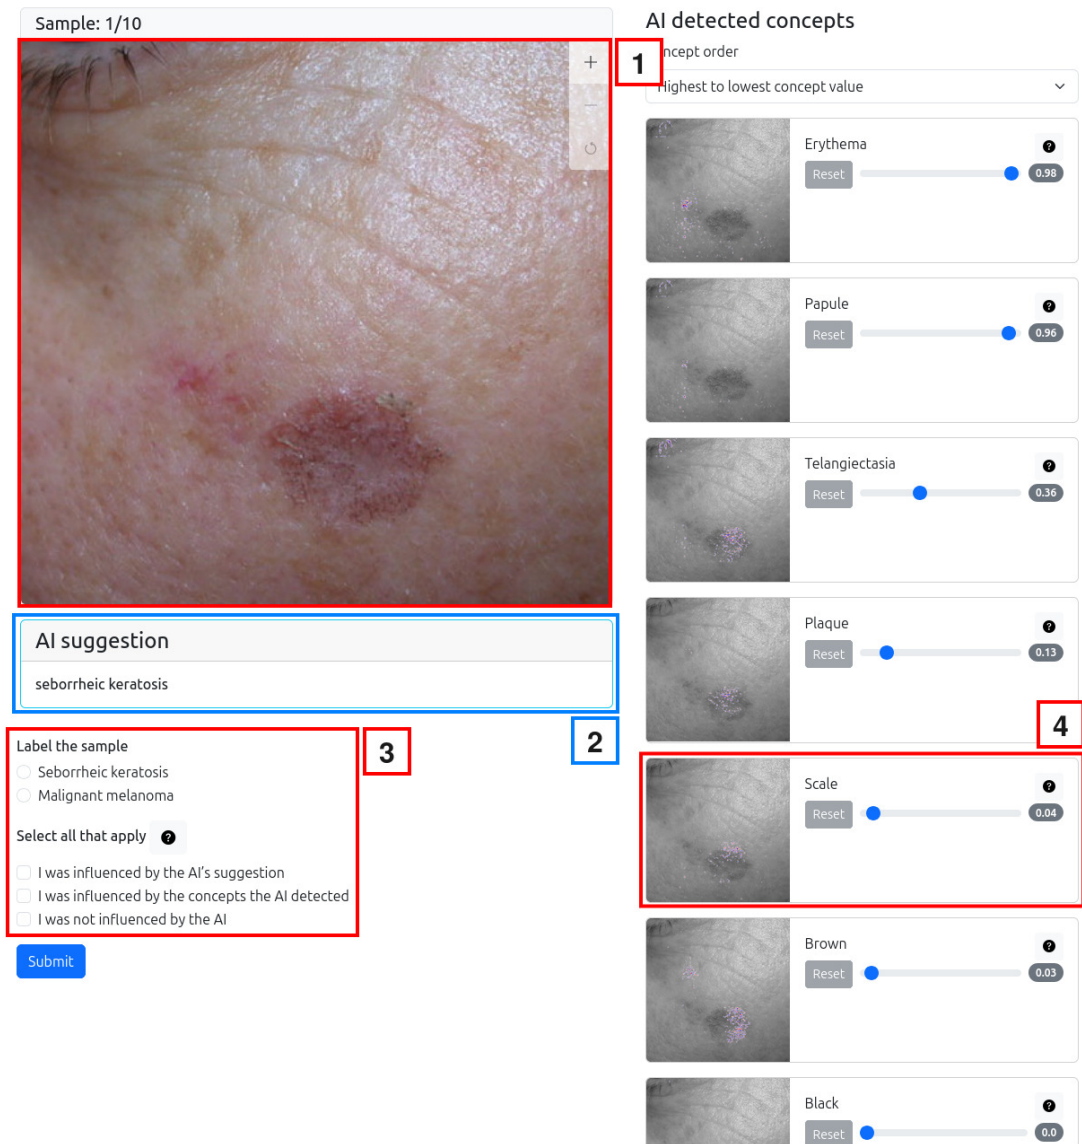 Sample: 1/10
+
−
1
AI suggestion
seborrheic keratosis
2
Label the sample
3
Seborrheic keratosis
Malignant melanoma
Select all that apply ?
I was influenced by the AI's suggestion
I was influenced by the concepts the AI detected
I was not influenced by the AI
Submit
AI detected concepts
ncept order
Highest to lowest concept value
Erythema ?
Reset 0.98
Papule ?
Reset 0.96
Telangiectasia ?
Reset 0.36
Plaque ?
Reset 0.13
4
Scale ?
Reset 0.04
Brown ?
Reset 0.03
Black ?
Reset 0.0